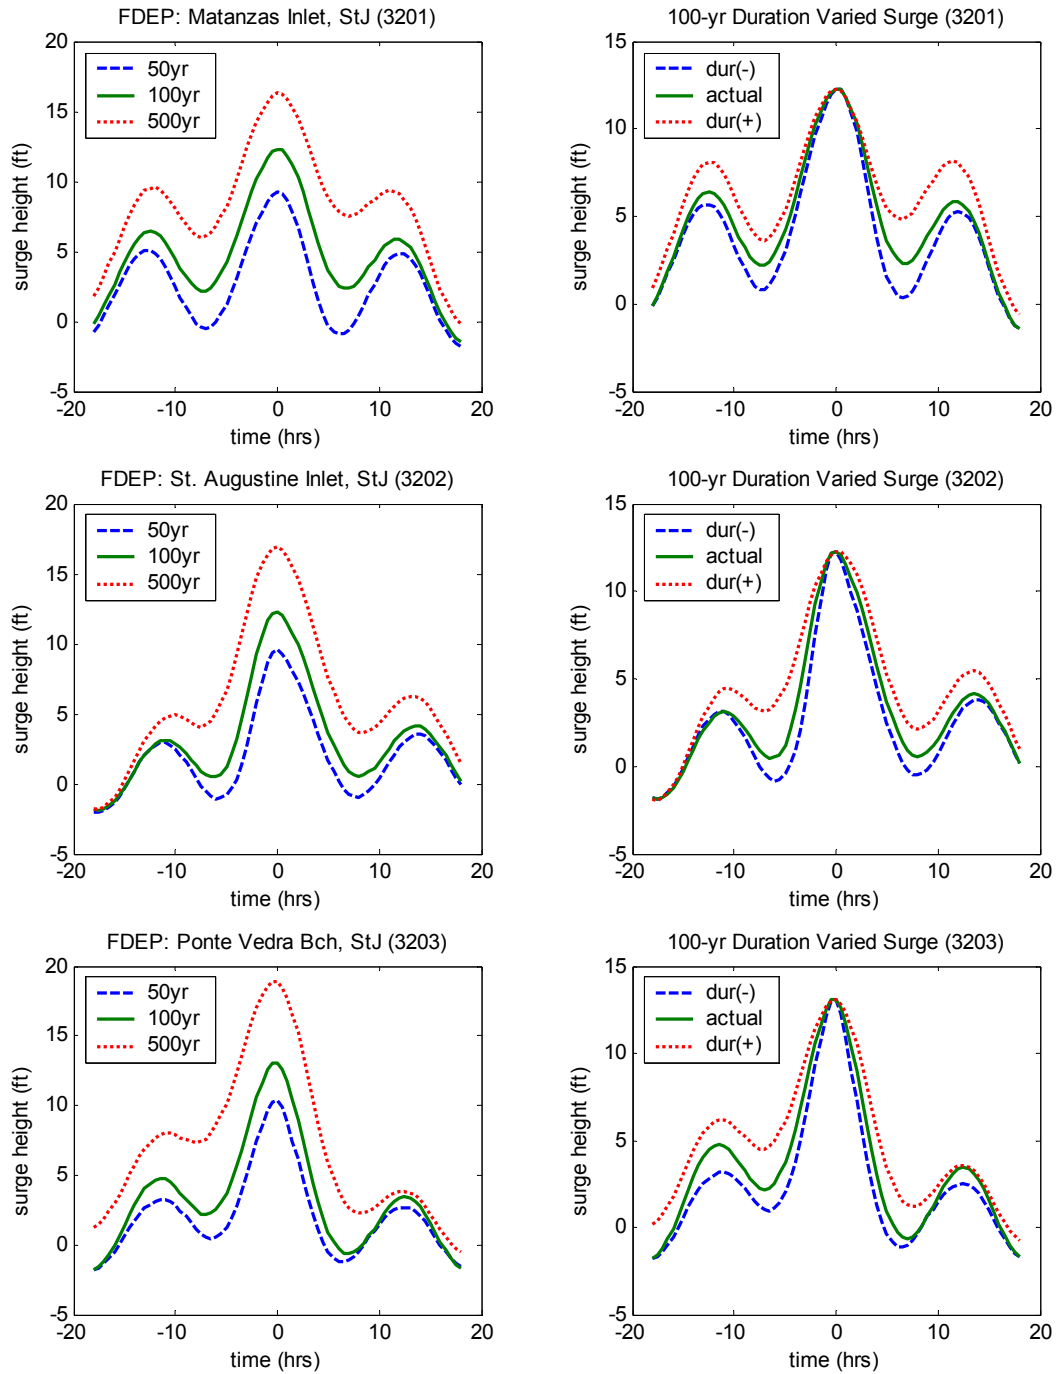 FDEP: Matanzas Inlet, StJ (3201)
20
15
10
5
0
-5
surge height (ft)
50yr
100yr
500yr
-20 -10 0 10 20
time (hrs)
100-yr Duration Varied Surge (3201)
15
10
5
0
-5
surge height (ft)
dur(-)
actual
dur(+)
-20 -10 0 10 20
time (hrs)
FDEP: St. Augustine Inlet, StJ (3202)
20
15
10
5
0
-5
surge height (ft)
50yr
100yr
500yr
-20 -10 0 10 20
time (hrs)
100-yr Duration Varied Surge (3202)
15
10
5
0
-5
surge height (ft)
dur(-)
actual
dur(+)
-20 -10 0 10 20
time (hrs)
FDEP: Ponte Vedra Bch, StJ (3203)
20
15
10
5
0
-5
surge height (ft)
50yr
100yr
500yr
-20 -10 0 10 20
time (hrs)
100-yr Duration Varied Surge (3203)
15
10
5
0
-5
surge height (ft)
dur(-)
actual
dur(+)
-20 -10 0 10 20
time (hrs)